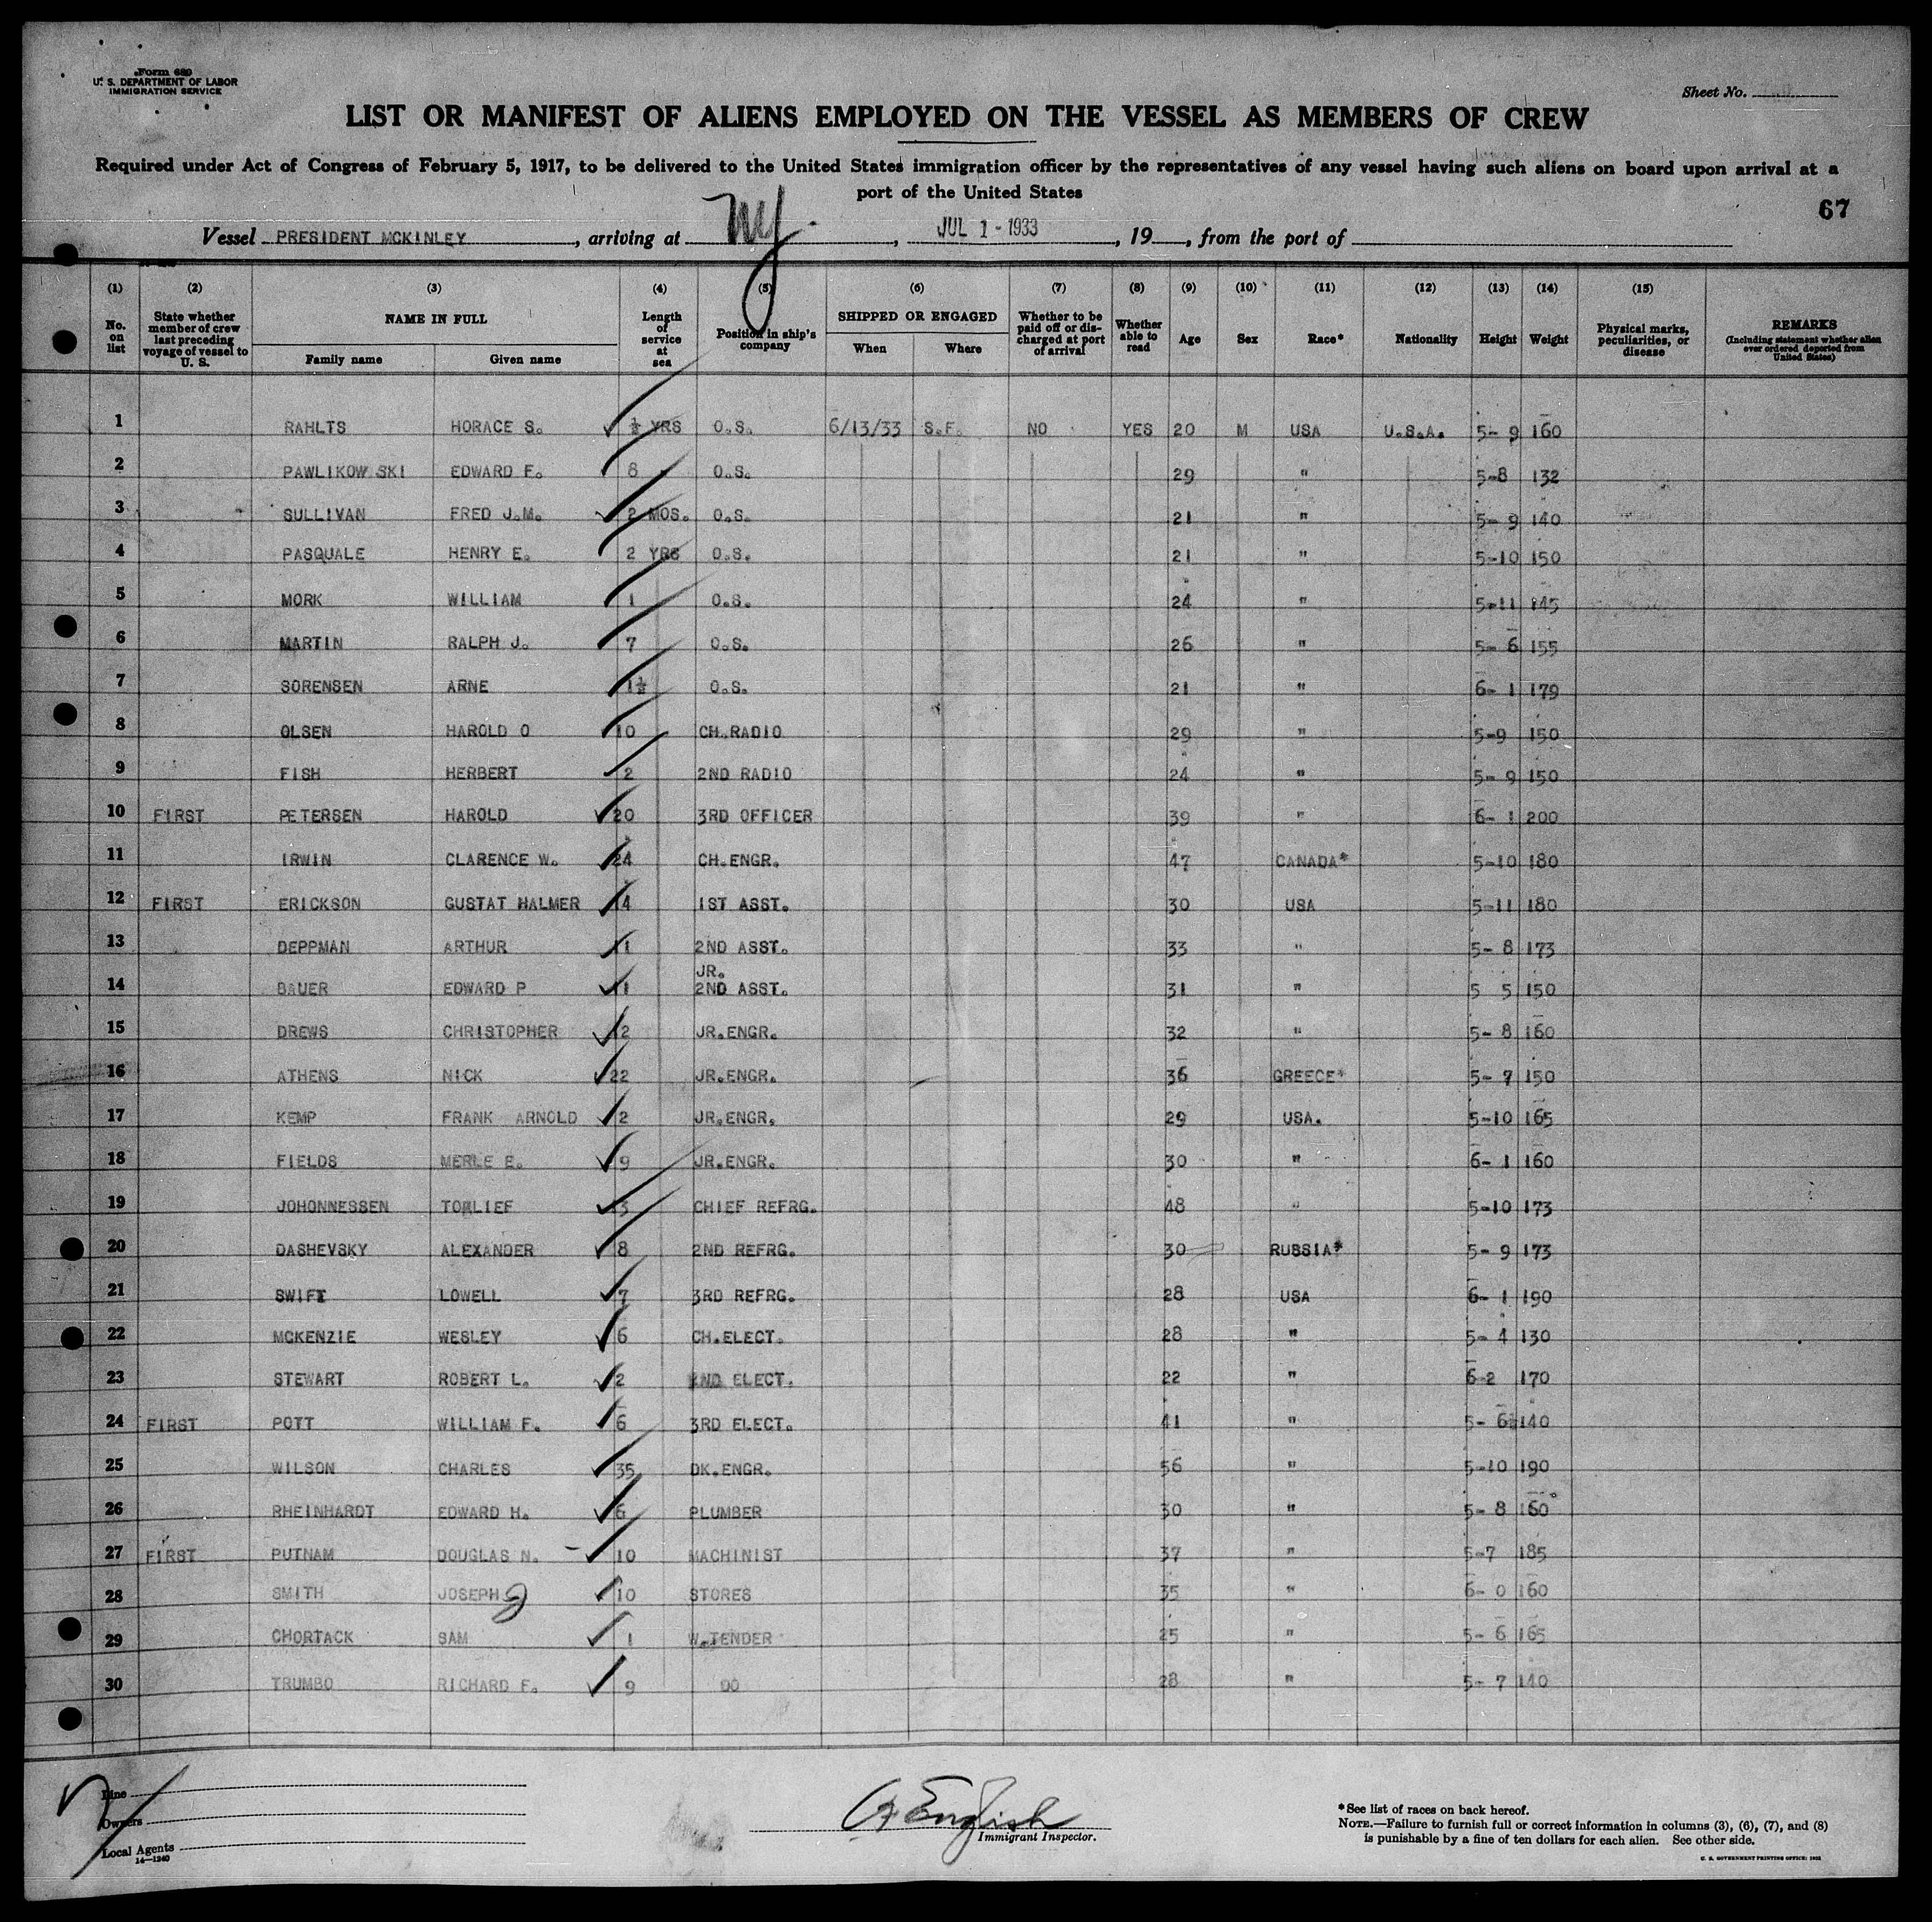 Form 689
U. S. DEPARTMENT OF LABOR
IMMIGRATION SERVICE
Sheet No.
LIST OR MANIFEST OF ALIENS EMPLOYED ON THE VESSEL AS MEMBERS OF CREW
Required under Act of Congress of February 5, 1917, to be delivered to the United States immigration officer by the representatives of any vessel having such aliens on board upon arrival at a
port of the United States
67
Vessel PRESIDENT MCKINLEY, arriving at NY, JUL 1 - 1933, 19, from the port of
(1) (2) (3) (4) (5) (6) (7) (8) (9) (10) (11) (12) (13) (14) (15)
No. on list State whether member of crew last preceding voyage of vessel to U. S. NAME IN FULL Family name Given name Length of service at sea Position in ship's company SHIPPED OR ENGAGED When Where Whether to be paid off or discharged at port of arrival Whether able to read Age Sex Race* Nationality Height Weight Physical marks, peculiarities, or disease REMARKS (Including statement whether alien ever ordered deported from United States)
1 RAHLTS HORACE S. ½ YRS O.S. 6/13/33 S.F. NO YES 20 M USA U.S.A. 5- 9 160
2 PAWLIKOW SKI EDWARD F. 8 O.S. 29 " 5-8 132
3 SULLIVAN FRED J.M. 2 MOS. O.S. 21 " 5- 9 140
4 PASQUALE HENRY E. 2 YRS O.S. 21 " 5-10 150
5 MORK WILLIAM 1 O.S. 24 " 5-11 145
6 MARTIN RALPH J. 7 O.S. 26 " 5- 6 155
7 SORENSEN ARNE 1½ O.S. 21 " 6- 1 179
8 OLSEN HAROLD O 10 CH.RADIO 29 " 5-9 150
9 FISH HERBERT 2 2ND RADIO 24 " 5- 9 150
10 FIRST PETERSEN HAROLD 20 3RD OFFICER 39 " 6- 1 200
11 IRWIN CLARENCE W. 24 CH.ENGR. 47 CANADA* 5-10 180
12 FIRST ERICKSON GUSTAT HALMER 14 1ST ASST. 30 USA 5-11 180
13 DEPPMAN ARTHUR 11 2ND ASST. 33 " 5- 8 173
14 BAUER EDWARD P 11 JR. 2ND ASST. 31 " 5 5 150
15 DREWS CHRISTOPHER 12 JR.ENGR. 32 " 5- 8 160
16 ATHENS NICK 22 JR.ENGR. 36 GREECE* 5- 7 150
17 KEMP FRANK ARNOLD 2 JR.ENGR. 29 USA. 5-10 165
18 FIELDS MERLE E. 9 JR.ENGR. 30 " 6- 1 160
19 JOHONNESSEN TORLIEF 3 CHIEF REFRG. 48 " 5-10 173
20 DASHEVSKY ALEXANDER 8 2ND REFRG. 30 RUSSIA* 5- 9 173
21 SWIFT LOWELL 7 3RD REFRG. 28 USA 6- 1 190
22 MCKENZIE WESLEY 6 CH.ELECT. 28 " 5- 4 130
23 STEWART ROBERT L. 2 2ND ELECT. 22 " 6-2 170
24 FIRST POTT WILLIAM F. 6 3RD ELECT. 41 " 5- 6½ 140
25 WILSON CHARLES 35 DK.ENGR. 56 " 5-10 190
26 RHEINHARDT EDWARD H. 6 PLUMBER 30 " 5- 8 160
27 FIRST PUTNAM DOUGLAS N. 10 MACHINIST 37 " 5-7 185
28 SMITH JOSEPH J 10 STORES 35 " 6- 0 160
29 CHORTACK SAM 1 W.TENDER 25 " 5- 6 165
30 TRUMBO RICHARD F. 9 DO 28 " 5- 7 140
Line
Owners
Local Agents
14—1240
English
Immigrant Inspector.
*See list of races on back hereof.
NOTE.—Failure to furnish full or correct information in columns (3), (6), (7), and (8)
is punishable by a fine of ten dollars for each alien. See other side.
U. S. GOVERNMENT PRINTING OFFICE: 1932